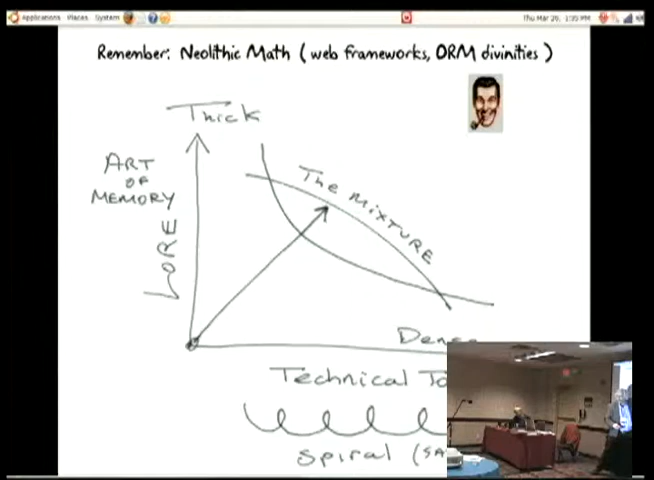 Applications Places System
Thu Mar 26, 1:35 PM
Remember: Neolithic Math ( web frameworks, ORM divinities )
Thick
ART
OF
MEMORY
LORE
The MIXTURE
Technical
Spiral